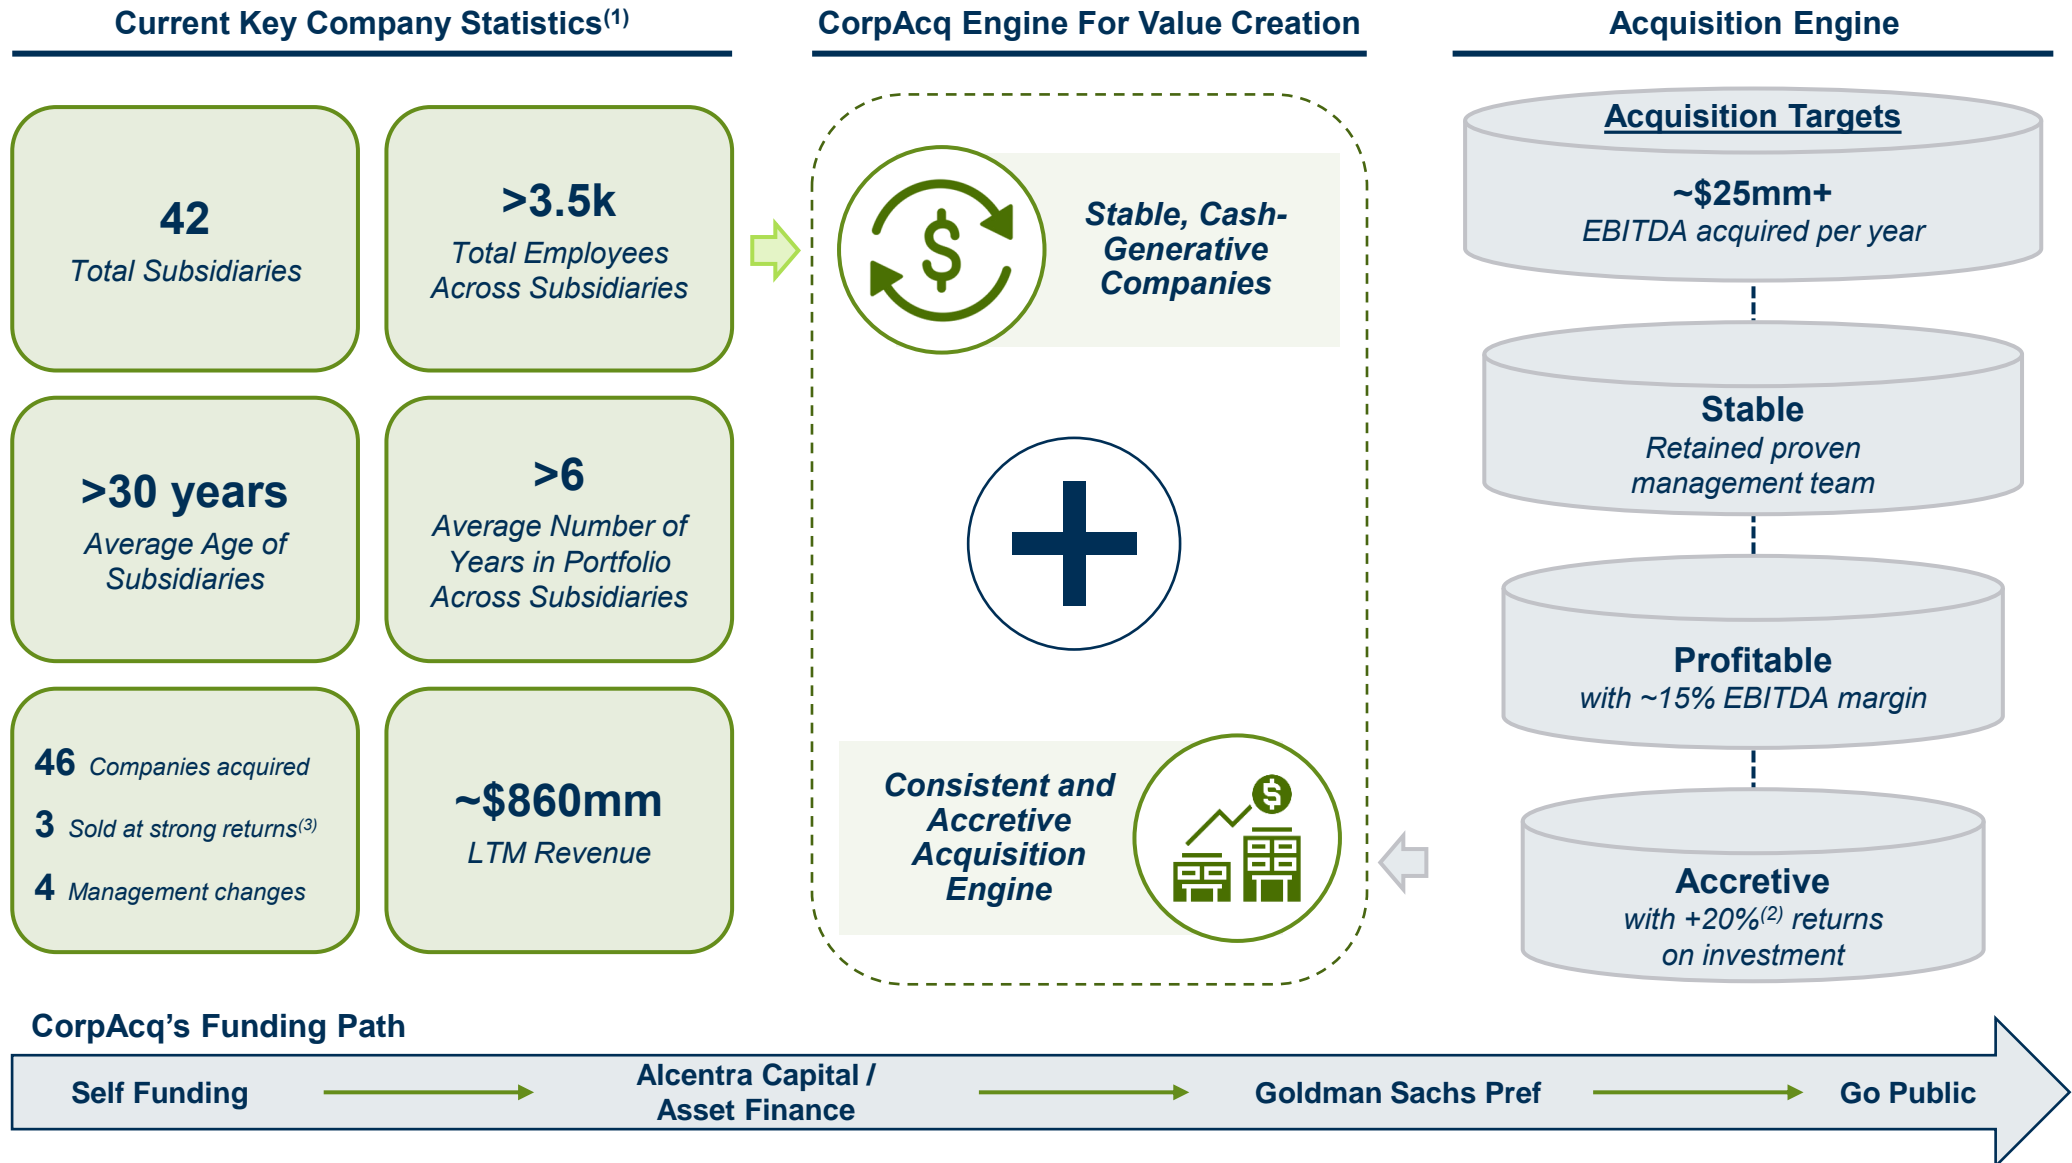 Current Key Company Statistics(1)
42
Total Subsidiaries
>3.5k
Total Employees
Across Subsidiaries
>30 years
Average Age of
Subsidiaries
>6
Average Number of
Years in Portfolio
Across Subsidiaries
46 Companies acquired
3 Sold at strong returns(3)
4 Management changes
~$860mm
LTM Revenue
CorpAcq Engine For Value Creation
$
Stable, Cash-
Generative
Companies
Consistent and
Accretive
Acquisition
Engine
$
Acquisition Engine
Acquisition Targets
~$25mm+
EBITDA acquired per year
Stable
Retained proven
management team
Profitable
with ~15% EBITDA margin
Accretive
with +20%(2) returns
on investment
CorpAcq’s Funding Path
Self Funding
Alcentra Capital /
Asset Finance
Goldman Sachs Pref
Go Public